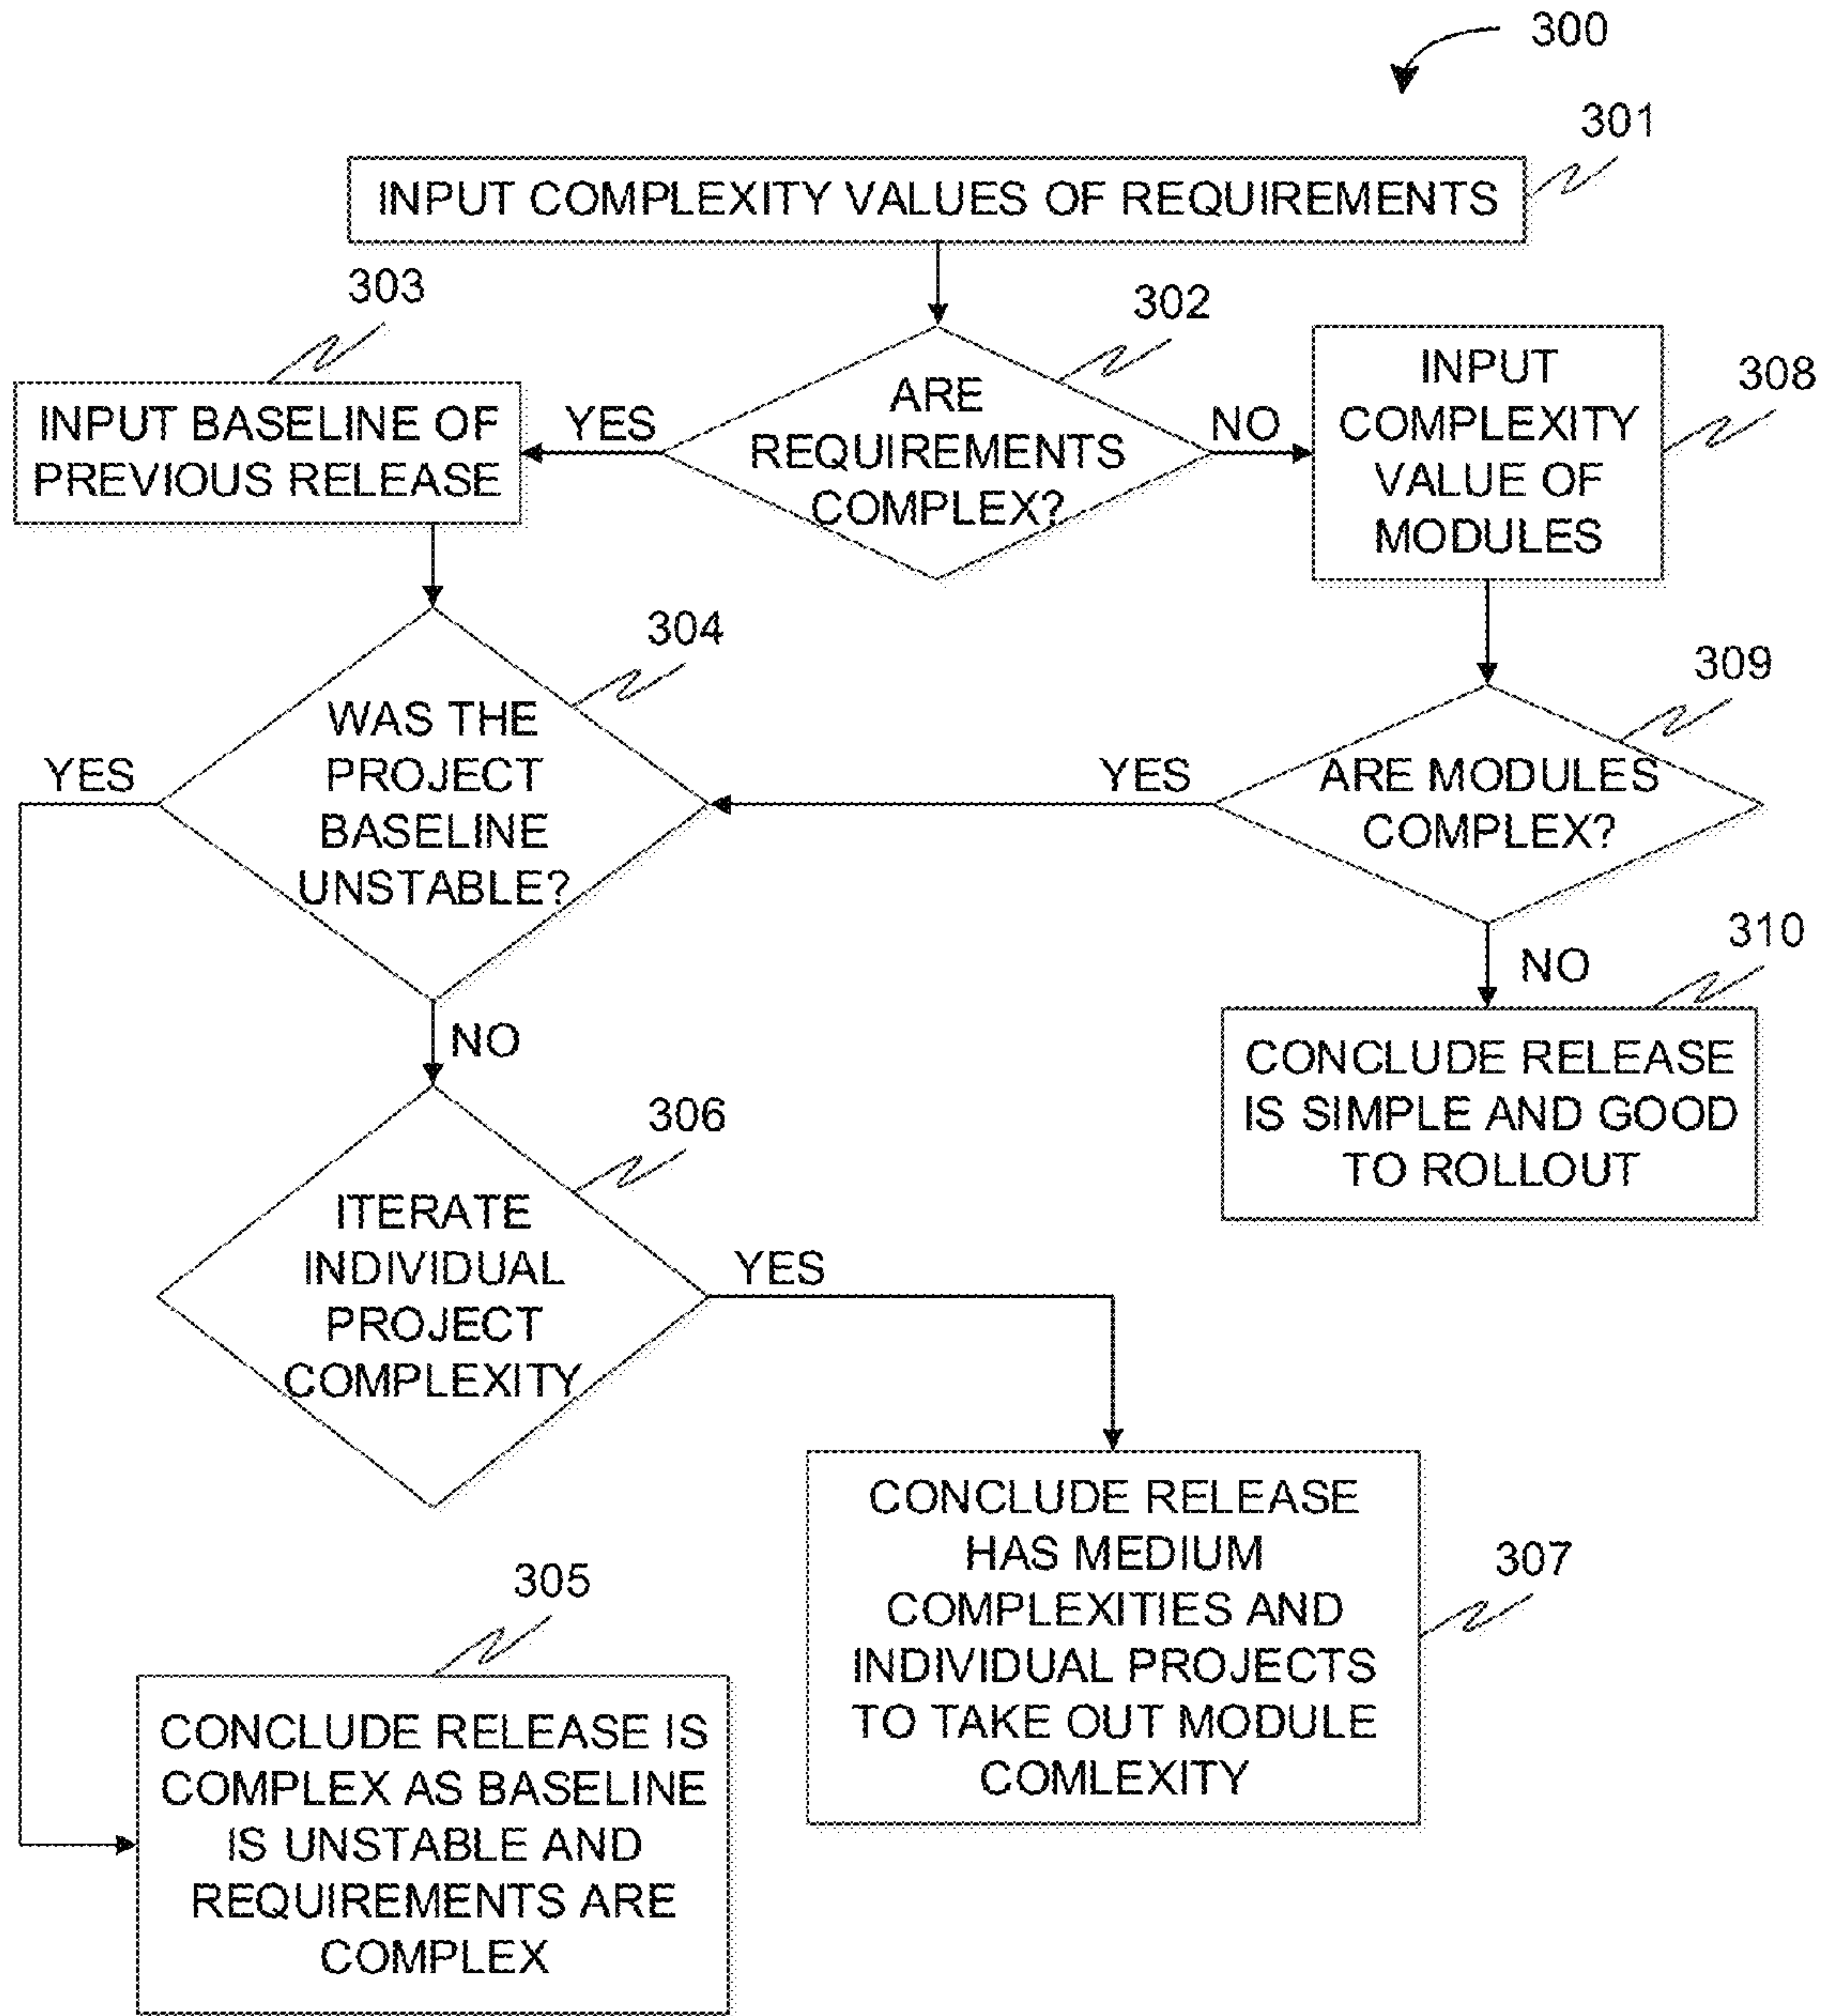 300
301
INPUT COMPLEXITY VALUES OF REQUIREMENTS
303
302
308
INPUT BASELINE OF
PREVIOUS RELEASE
YES
ARE
REQUIREMENTS
COMPLEX?
NO
INPUT
COMPLEXITY
VALUE OF
MODULES
304
309
YES
WAS THE
PROJECT
BASELINE
UNSTABLE?
YES
ARE MODULES
COMPLEX?
NO
310
NO
CONCLUDE RELEASE
IS SIMPLE AND GOOD
TO ROLLOUT
306
ITERATE
INDIVIDUAL
PROJECT
COMPLEXITY
YES
CONCLUDE RELEASE
HAS MEDIUM
COMPLEXITIES AND
INDIVIDUAL PROJECTS
TO TAKE OUT MODULE
COMLEXITY
307
305
CONCLUDE RELEASE IS
COMPLEX AS BASELINE
IS UNSTABLE AND
REQUIREMENTS ARE
COMPLEX